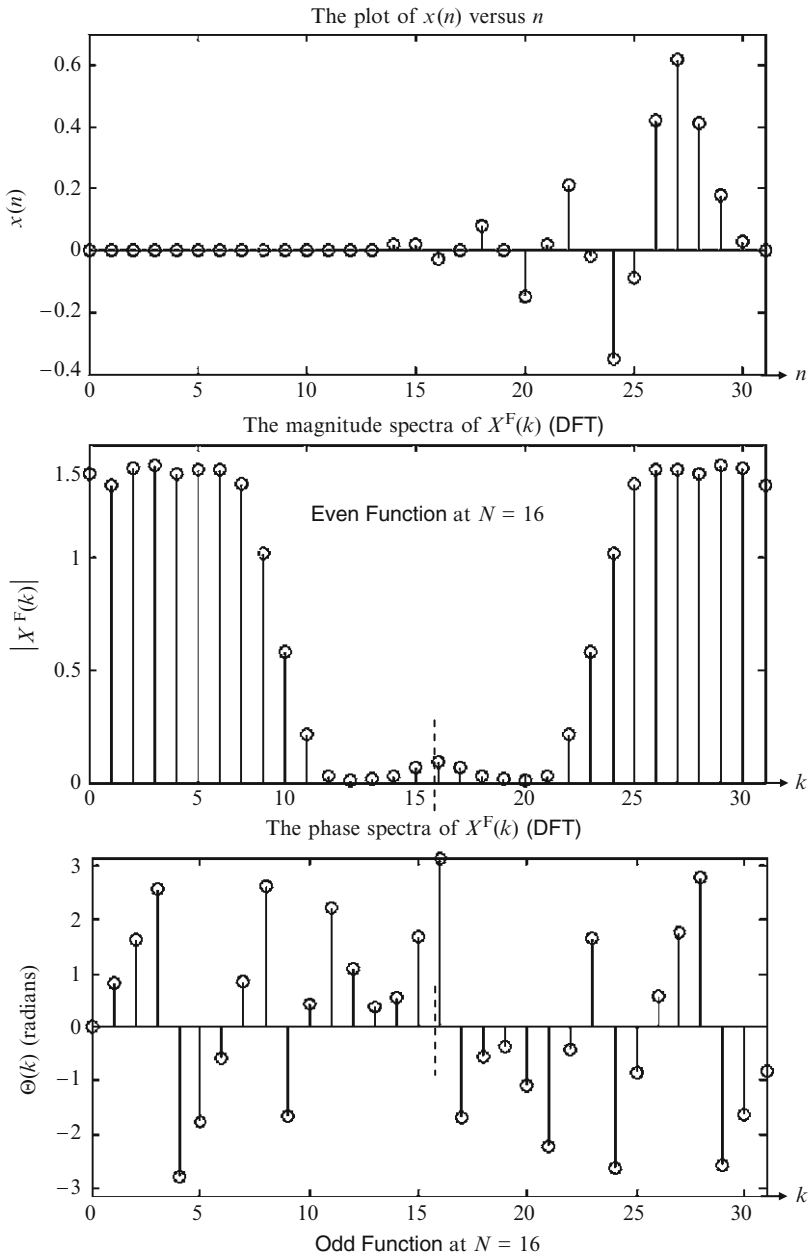 The plot of x(n) versus n
0.6
0.4
0.2
0
−0.2
−0.4
x(n)
0 5 10 15 20 25 30 n
The magnitude spectra of X^F(k) (DFT)
1.5
1
0.5
0
Even Function at N = 16
|X^F(k)|
0 5 10 15 20 25 30 k
The phase spectra of X^F(k) (DFT)
3
2
1
0
−1
−2
−3
Θ(k) (radians)
0 5 10 15 20 25 30 k
Odd Function at N = 16